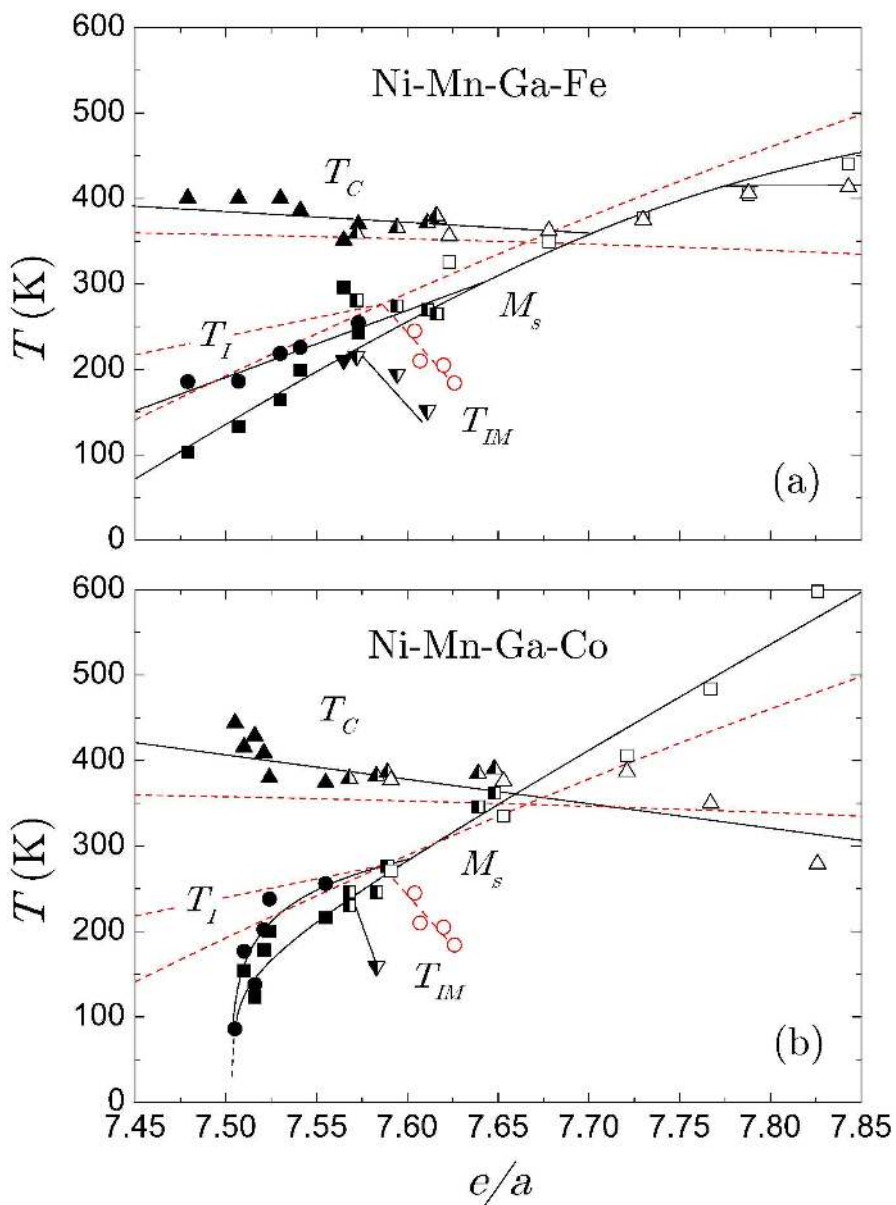 600
Ni-Mn-Ga-Fe
500
T_C
400
T (K)
300
T_I
M_s
200
T_IM
100
(a)
0
600
Ni-Mn-Ga-Co
500
T_C
400
T (K)
300
M_s
T_I
200
T_IM
100
(b)
0
7.45 7.50 7.55 7.60 7.65 7.70 7.75 7.80 7.85
e/a